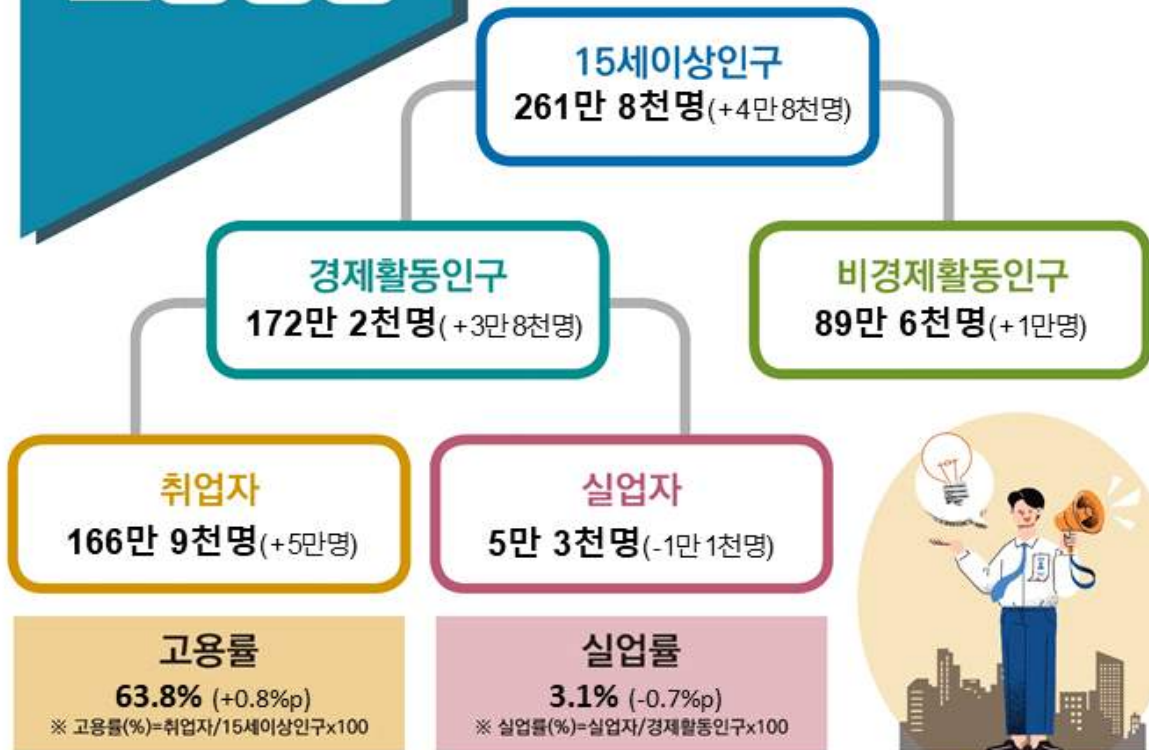 15세이상인구
261만 8천명(+4만 8천명)
경제활동인구
172만 2천명( +3만 8천명)
비경제활동인구
89만 6천명(+1만명)
취업자
166만 9천명(+5만명)
실업자
5만 3천명(-1만 1천명)
고용률
63.8% (+0.8%p)
※ 고용률(%)=취업자/15세이상인구x100
실업률
3.1% (-0.7%p)
※ 실업률(%)=실업자/경제활동인구x100